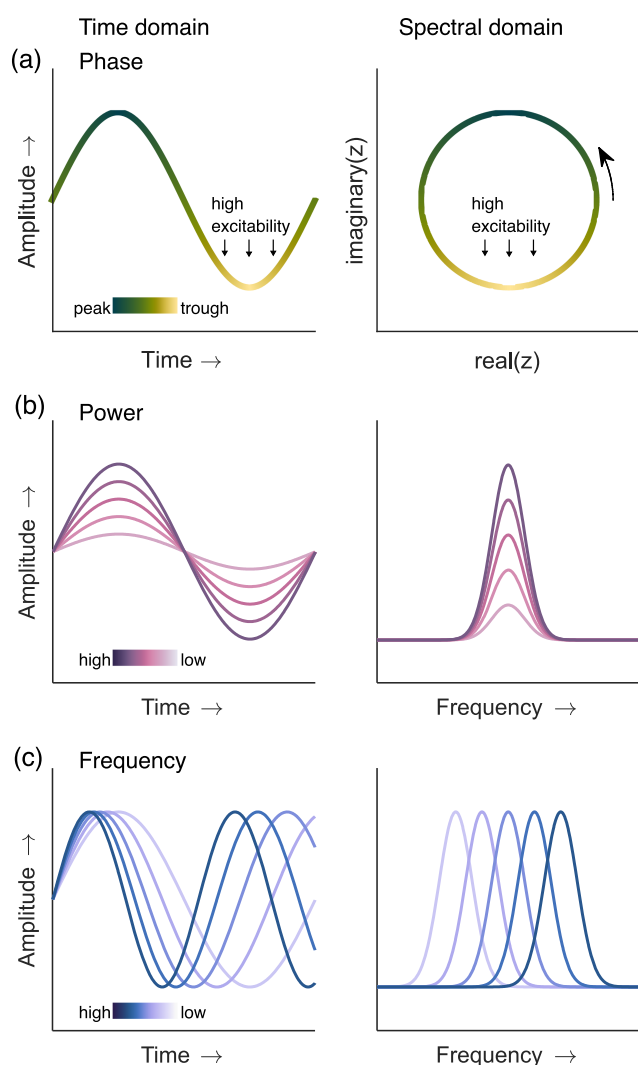 Time domain
Spectral domain
(a)
Phase
Amplitude →
high
excitability
↓ ↓ ↓
peak
trough
Time →
imaginary(z)
high
excitability
↓ ↓ ↓
real(z)
(b)
Power
Amplitude →
high
low
Time →
Frequency →
(c)
Frequency
Amplitude →
high
low
Time →
Frequency →